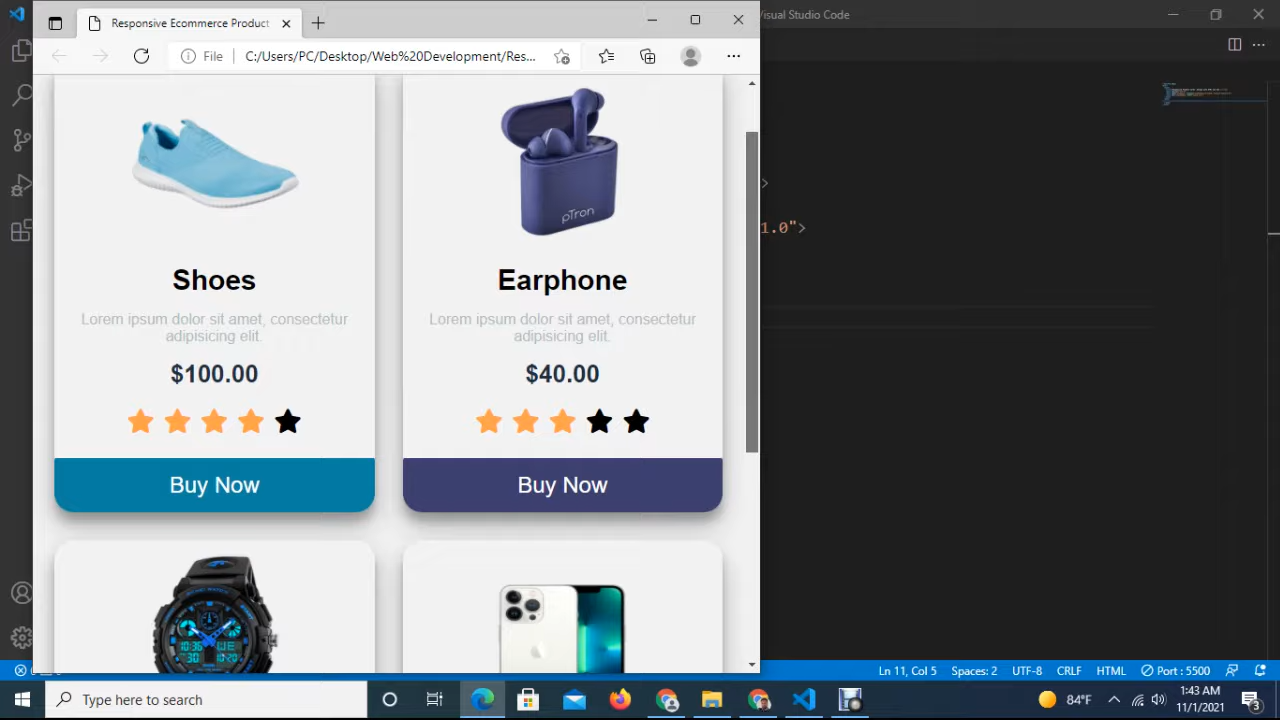 Responsive Ecommerce Product
Visual Studio Code
File
C:/Users/PC/Desktop/Web%20Development/Res...
>
1.0">
pTron
Shoes
Lorem ipsum dolor sit amet, consectetur
adipisicing elit.
$100.00
Buy Now
Earphone
Lorem ipsum dolor sit amet, consectetur
adipisicing elit.
$40.00
Buy Now
Ln 11, Col 5
Spaces: 2
UTF-8
CRLF
HTML
Port : 5500
Type here to search
84°F
1:43 AM
11/1/2021
3